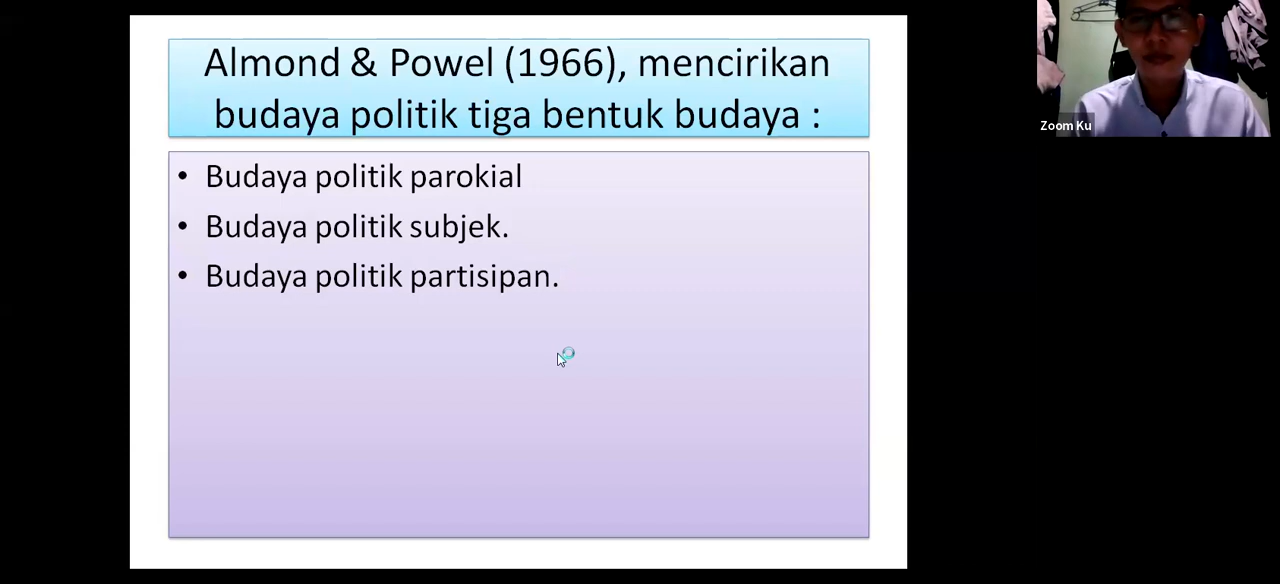 Almond & Powel (1966), mencirikan
budaya politik tiga bentuk budaya :
• Budaya politik parokial
• Budaya politik subjek.
• Budaya politik partisipan.
Zoom Ku